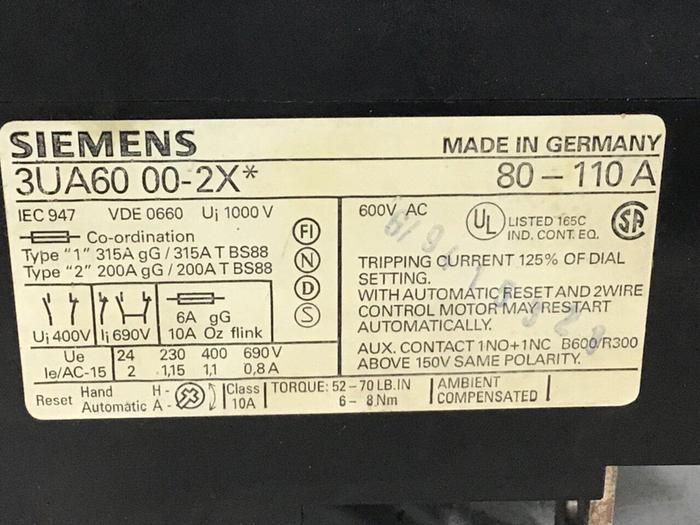 SIEMENS
MADE IN GERMANY
3UA60 00-2X*
80 – 110 A
IEC 947 VDE 0660 Ui 1000 V
Co-ordination
Type "1" 315A gG / 315A T BS88
Type "2" 200A gG / 200A T BS88
FI
N
D
S
Ui 400V
Ii 690V
6A gG
10A Oz flink
Ue 24 230 400 690 V
Ie/AC-15 2 1,15 1,1 0,8 A
600V AC
UL
LISTED 165C
IND. CONT. EQ.
SA
TRIPPING CURRENT 125% OF DIAL
SETTING.
WITH AUTOMATIC RESET AND 2WIRE
CONTROL MOTOR MAY RESTART
AUTOMATICALLY.
AUX. CONTACT 1NO+1NC B600/R300
ABOVE 150V SAME POLARITY.
Reset Hand H -
Automatic A -
Class
10A
TORQUE: 52 – 70 LB.IN
6 – 8 Nm
AMBIENT
COMPENSATED